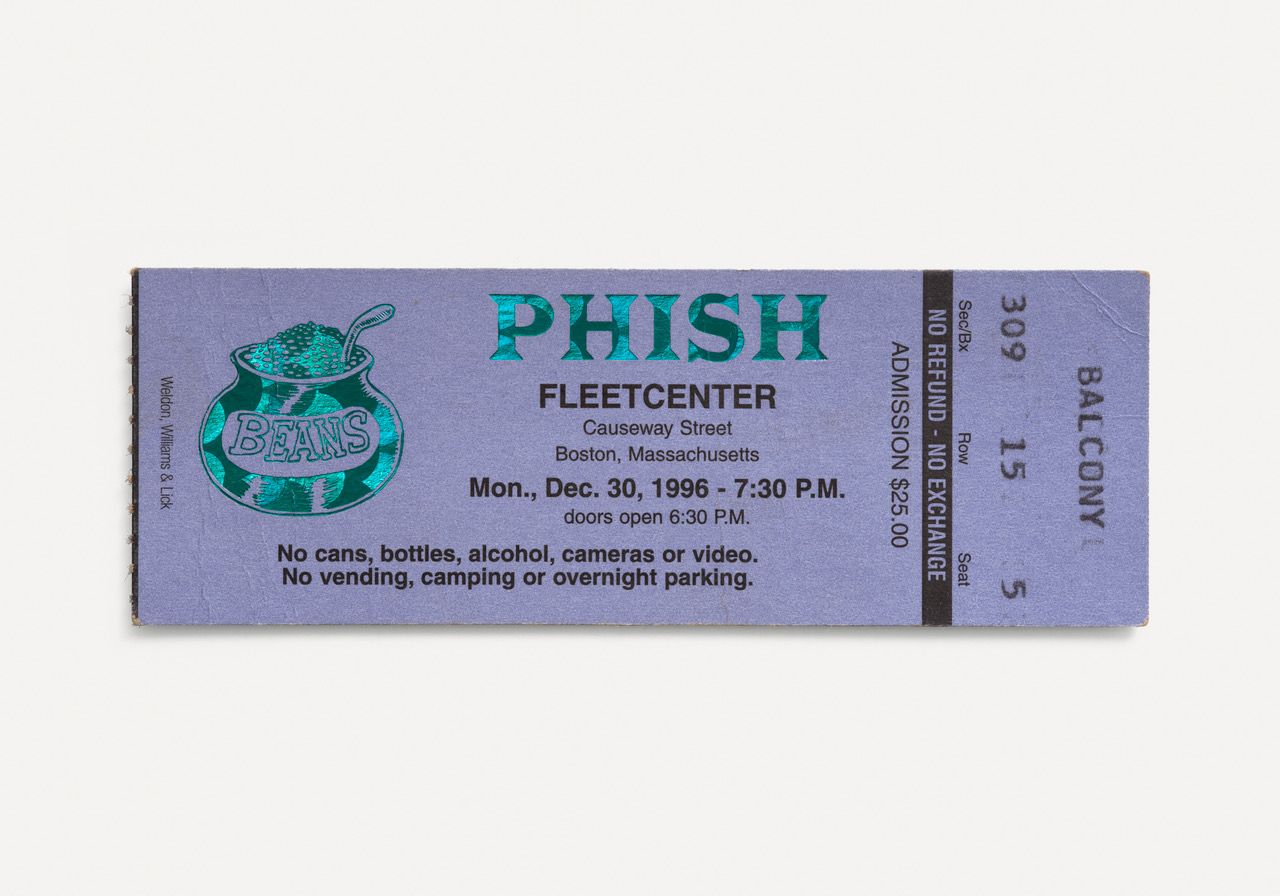 Weldon, Williams & Lick
BEANS
PHISH
FLEETCENTER
Causeway Street
Boston, Massachusetts
Mon., Dec. 30, 1996 - 7:30 P.M.
doors open 6:30 P.M.
No cans, bottles, alcohol, cameras or video.
No vending, camping or overnight parking.
ADMISSION $25.00
NO REFUND - NO EXCHANGE
Sec/Bx Row Seat
309 15 5
BALCONY